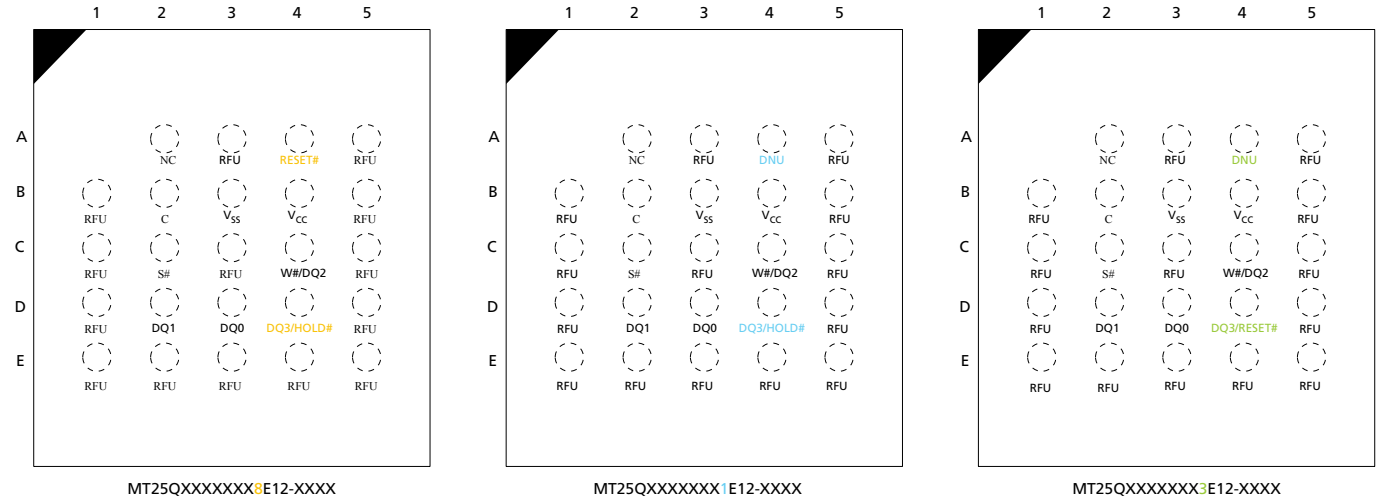 1 2 3 4 5 1 2 3 4 5 1 2 3 4 5
A A A
NC RFU RESET# RFU NC RFU DNU RFU NC RFU DNU RFU
B B B
RFU C VSS VCC RFU RFU C VSS VCC RFU RFU C VSS VCC RFU
C C C
RFU S# RFU W#/DQ2 RFU RFU S# RFU W#/DQ2 RFU RFU S# RFU W#/DQ2 RFU
D D D
RFU DQ1 DQ0 DQ3/HOLD# RFU RFU DQ1 DQ0 DQ3/HOLD# RFU RFU DQ1 DQ0 DQ3/RESET# RFU
E E E
RFU RFU RFU RFU RFU RFU RFU RFU RFU RFU RFU RFU RFU RFU RFU
MT25QXXXXXXX8E12-XXXX MT25QXXXXXXX1E12-XXXX MT25QXXXXXXX3E12-XXXX